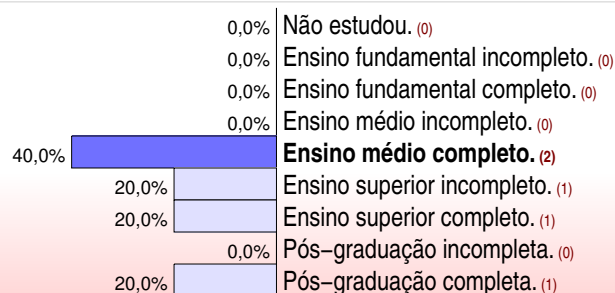 0,0% Não estudou. (0)
0,0% Ensino fundamental incompleto. (0)
0,0% Ensino fundamental completo. (0)
0,0% Ensino médio incompleto. (0)
40,0% Ensino médio completo. (2)
20,0% Ensino superior incompleto. (1)
20,0% Ensino superior completo. (1)
0,0% Pós−graduação incompleta. (0)
20,0% Pós−graduação completa. (1)